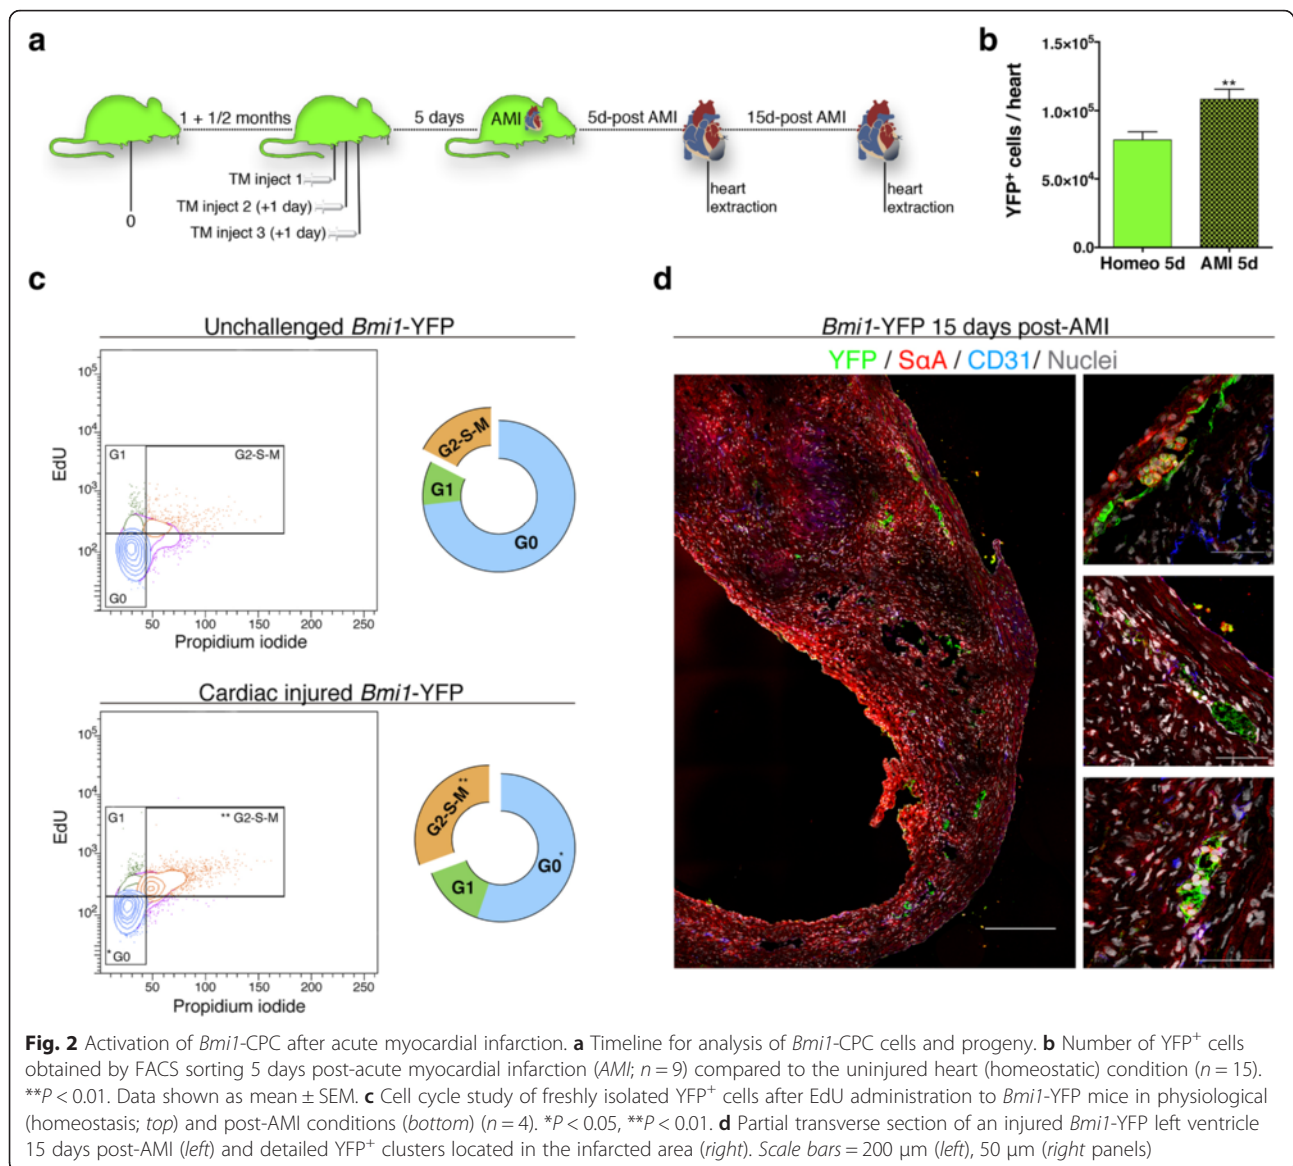 a
1 + 1/2 months
5 days
AMI
5d-post AMI
15d-post AMI
TM inject 1
TM inject 2 (+1 day)
TM inject 3 (+1 day)
0
heart
extraction
heart
extraction
b
YFP⁺ cells / heart
1.5×10⁵
1.0×10⁵
5.0×10⁴
0.0
**
Homeo 5d
AMI 5d
c
Unchallenged Bmi1-YFP
EdU
10⁵
10⁴
10³
10²
G1
G2-S-M
G0
50 100 150 200 250
Propidium iodide
G2-S-M
G1
G0
Cardiac injured Bmi1-YFP
EdU
10⁵
10⁴
10³
10²
G1
** G2-S-M
* G0
50 100 150 200 250
Propidium iodide
G2-S-M**
G1
G0*
d
Bmi1-YFP 15 days post-AMI
YFP / SαA / CD31/ Nuclei
Fig. 2 Activation of Bmi1-CPC after acute myocardial infarction. a Timeline for analysis of Bmi1-CPC cells and progeny. b Number of YFP⁺ cells
obtained by FACS sorting 5 days post-acute myocardial infarction (AMI; n = 9) compared to the uninjured heart (homeostatic) condition (n = 15).
**P < 0.01. Data shown as mean ± SEM. c Cell cycle study of freshly isolated YFP⁺ cells after EdU administration to Bmi1-YFP mice in physiological
(homeostasis; top) and post-AMI conditions (bottom) (n = 4). *P < 0.05, **P < 0.01. d Partial transverse section of an injured Bmi1-YFP left ventricle
15 days post-AMI (left) and detailed YFP⁺ clusters located in the infarcted area (right). Scale bars = 200 μm (left), 50 μm (right panels)